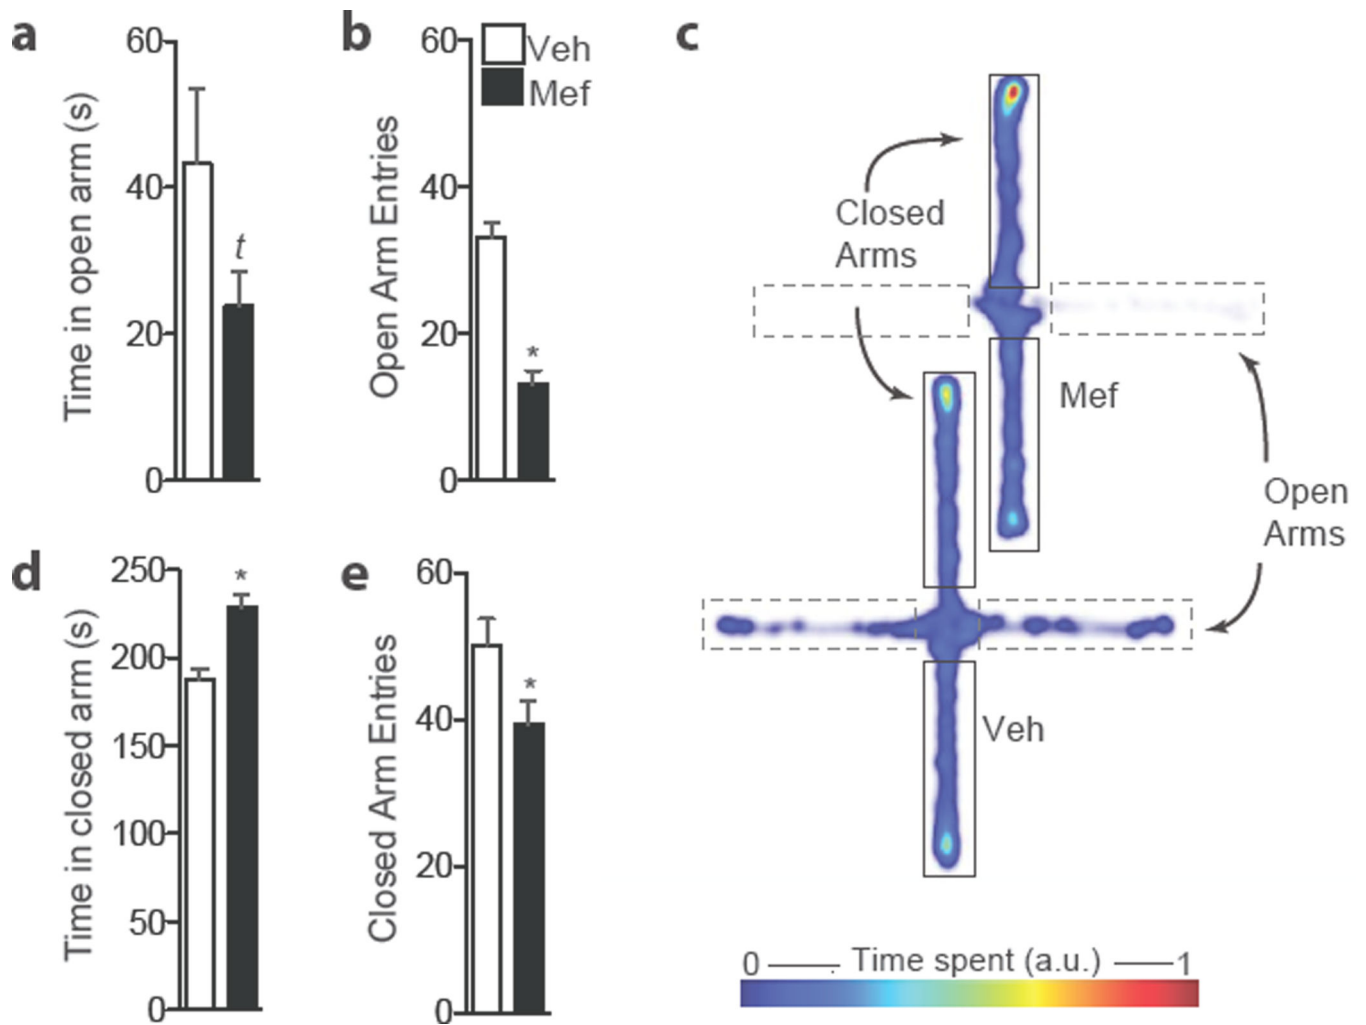 a
60
40
20
0
Time in open arm (s)
t
b
60
40
20
0
Open Arm Entries
Veh
Mef
*
c
Closed
Arms
Mef
Open
Arms
Veh
0 Time spent (a.u.) 1
d
250
200
150
100
50
0
Time in closed arm (s)
*
e
60
40
20
0
Closed Arm Entries
*